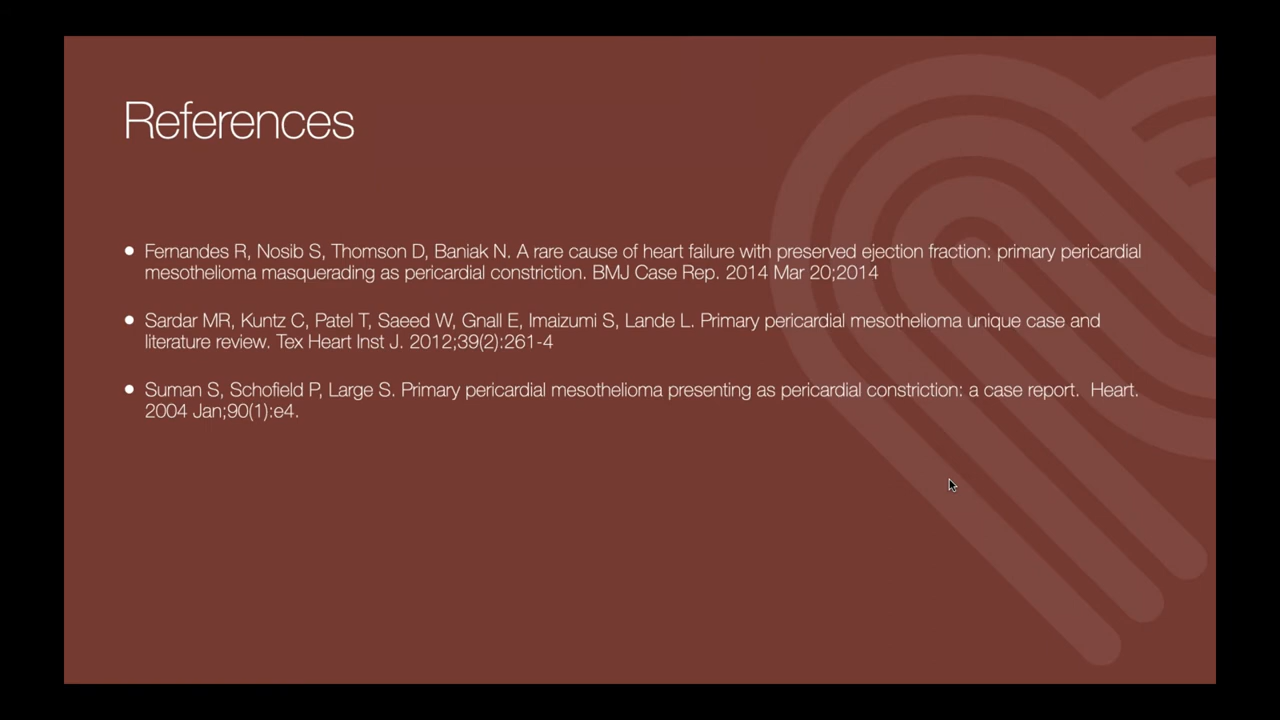 References
Fernandes R, Nosib S, Thomson D, Baniak N. A rare cause of heart failure with preserved ejection fraction: primary pericardial
mesothelioma masquerading as pericardial constriction. BMJ Case Rep. 2014 Mar 20;2014
Sardar MR, Kuntz C, Patel T, Saeed W, Gnall E, Imaizumi S, Lande L. Primary pericardial mesothelioma unique case and
literature review. Tex Heart Inst J. 2012;39(2):261-4
Suman S, Schofield P, Large S. Primary pericardial mesothelioma presenting as pericardial constriction: a case report.  Heart.
2004 Jan;90(1):e4.